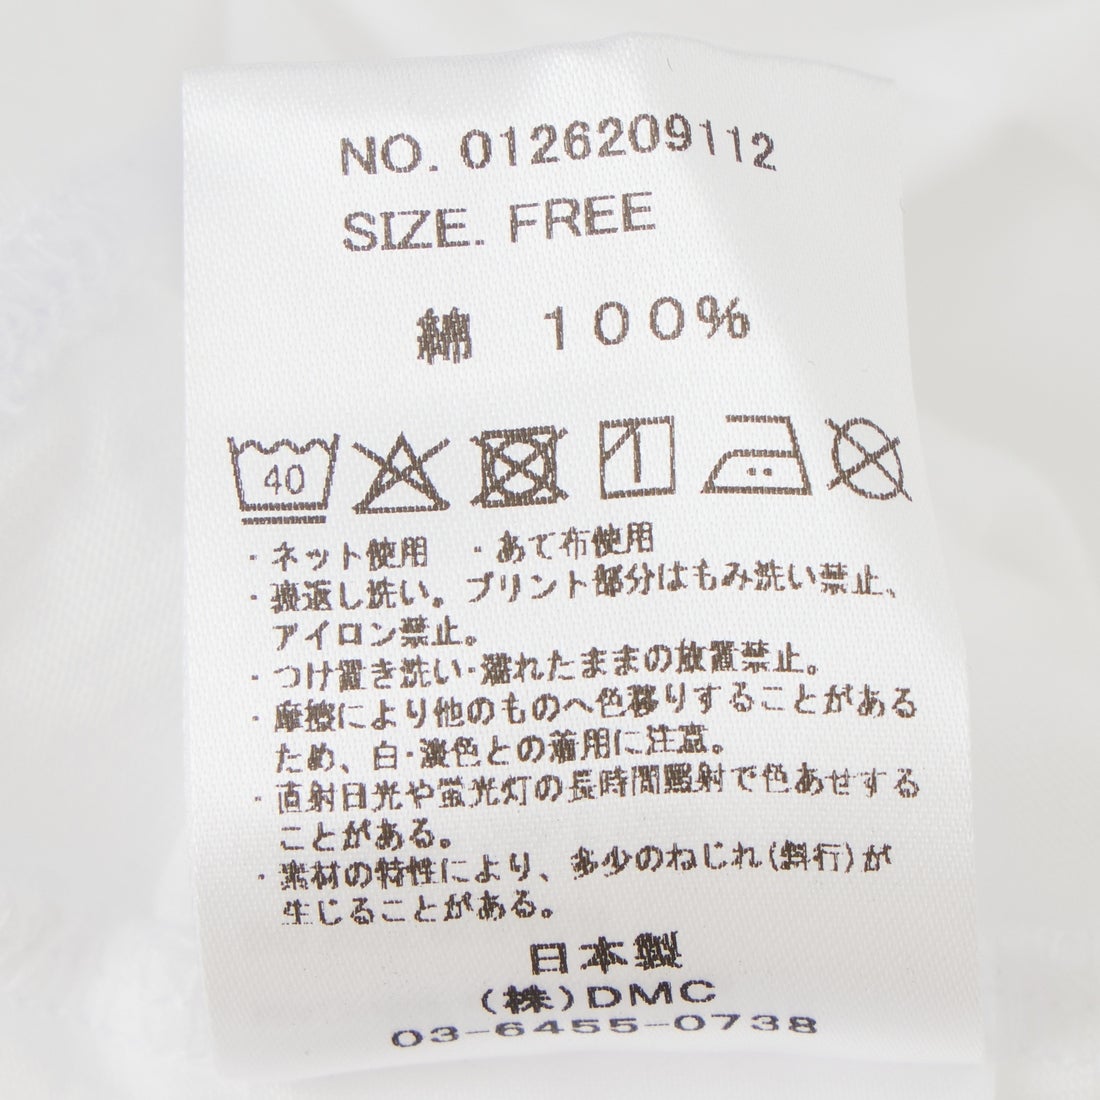 NO. 0126209112
SIZE. FREE
綿 100%
40
・ネット使用 ・あて布使用
・裏返し洗い。プリント部分はもみ洗い禁止、
アイロン禁止。
・つけ置き洗い・濡れたままの放置禁止。
・摩擦により他のものへ色移りすることがある
ため、白・淡色との着用に注意。
・直射日光や蛍光灯の長時間照射で色あせする
ことがある。
・素材の特性により、多少のねじれ(斜行)が
生じることがある。
日本製
(株)DMC
03-6455-0738